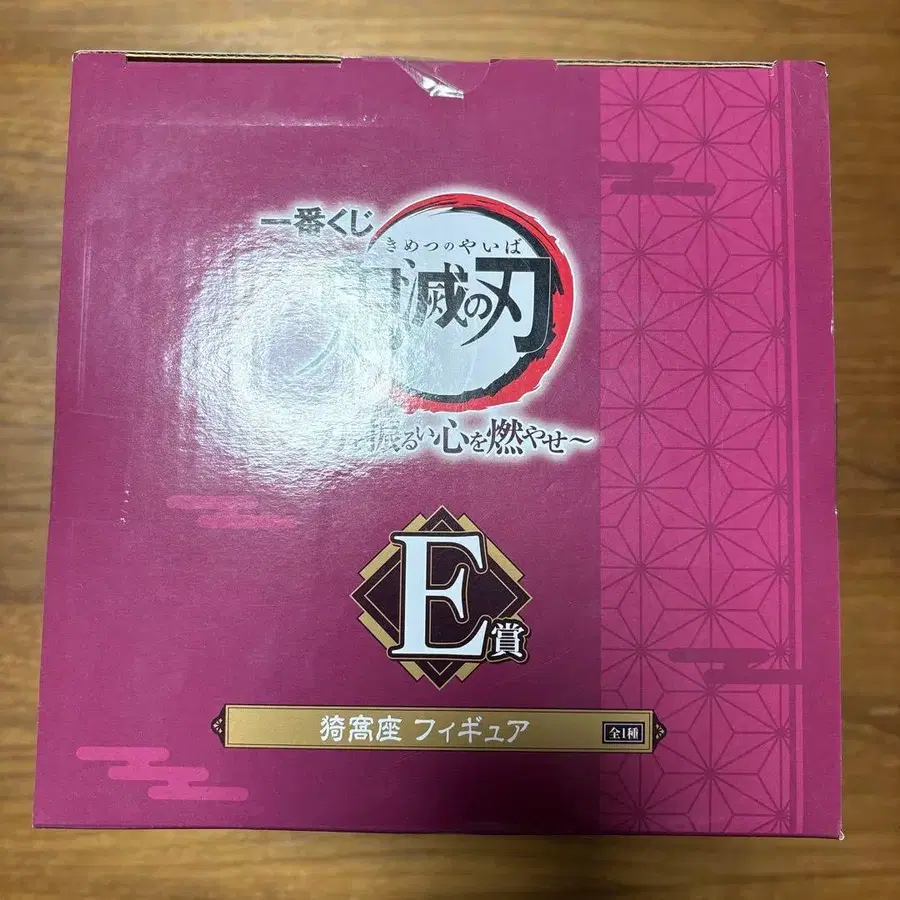 一番くじ
きめつのやいば
滅の刃
振るい心を燃やせ～
E賞
猗窩座 フィギュア 全1種